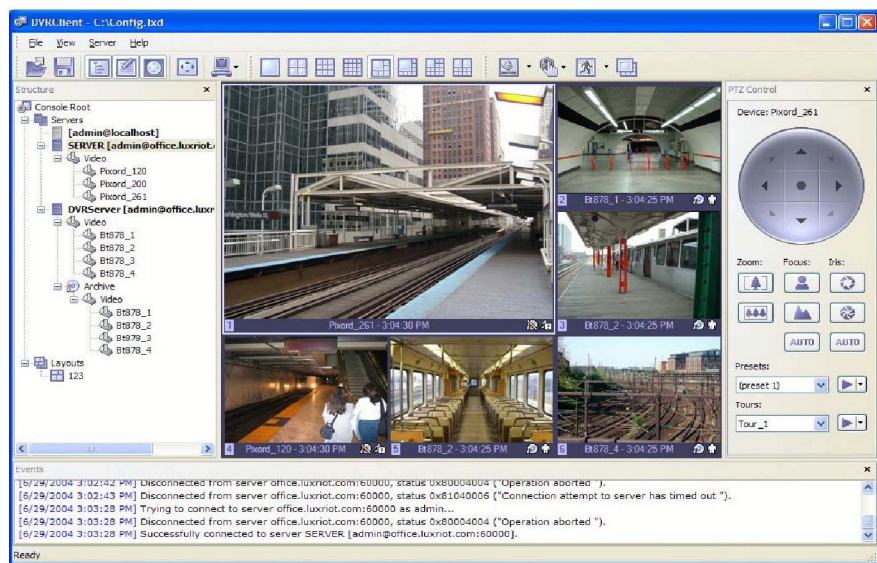 DVRClient - C:\Config.lxd
File View Server Help
Structure
Console Root
Servers
[admin@localhost]
SERVER [admin@office.luxriot.
Video
Pixord_120
Pixord_200
Pixord_261
DVRServer [admin@office.luxr
Video
Bt878_1
Bt878_2
Bt878_3
Bt878_4
Archive
Video
Bt878_1
Bt878_2
Bt878_3
Bt878_4
Layouts
123
1 Pixord_261 - 3:04:30 PM
2 Bt878_1 - 3:04:25 PM
3 Bt878_2 - 3:04:25 PM
4 Pixord_120 - 3:04:30 PM
5 Bt878_2 - 3:04:25 PM
6 Bt878_4 - 3:04:25 PM
PTZ Control
Device: Pixord_261
Zoom: Focus: Iris:
AUTO AUTO
Presets:
(preset 1)
Tours:
Tour_1
Events
[6/29/2004 3:02:42 PM] Disconnected from server office.luxriot.com:60000, status 0x80004004 ("Operation aborted ").
[6/29/2004 3:02:43 PM] Disconnected from server office.luxriot.com:60000, status 0x81040006 ("Connection attempt to server has timed out ").
[6/29/2004 3:03:28 PM] Trying to connect to server office.luxriot.com:60000 as admin...
[6/29/2004 3:03:28 PM] Disconnected from server office.luxriot.com:60000, status 0x80004004 ("Operation aborted ").
[6/29/2004 3:03:28 PM] Successfully connected to server SERVER [admin@office.luxriot.com:60000].
Ready